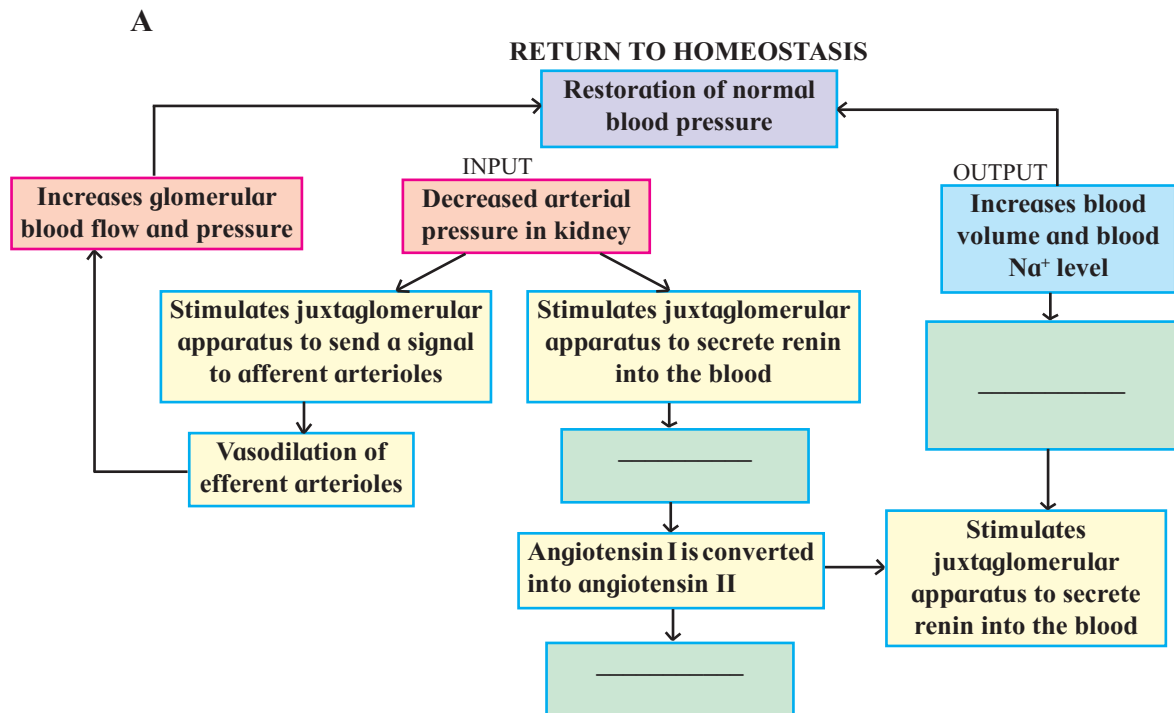 A
RETURN TO HOMEOSTASIS
Restoration of normal
blood pressure
INPUT
OUTPUT
Increases glomerular
blood flow and pressure
Decreased arterial
pressure in kidney
Increases blood
volume and blood
Na⁺ level
Stimulates juxtaglomerular
apparatus to send a signal
to afferent arterioles
Stimulates juxtaglomerular
apparatus to secrete renin
into the blood
Vasodilation of
efferent arterioles
Angiotensin I is converted
into angiotensin II
Stimulates
juxtaglomerular
apparatus to secrete
renin into the blood